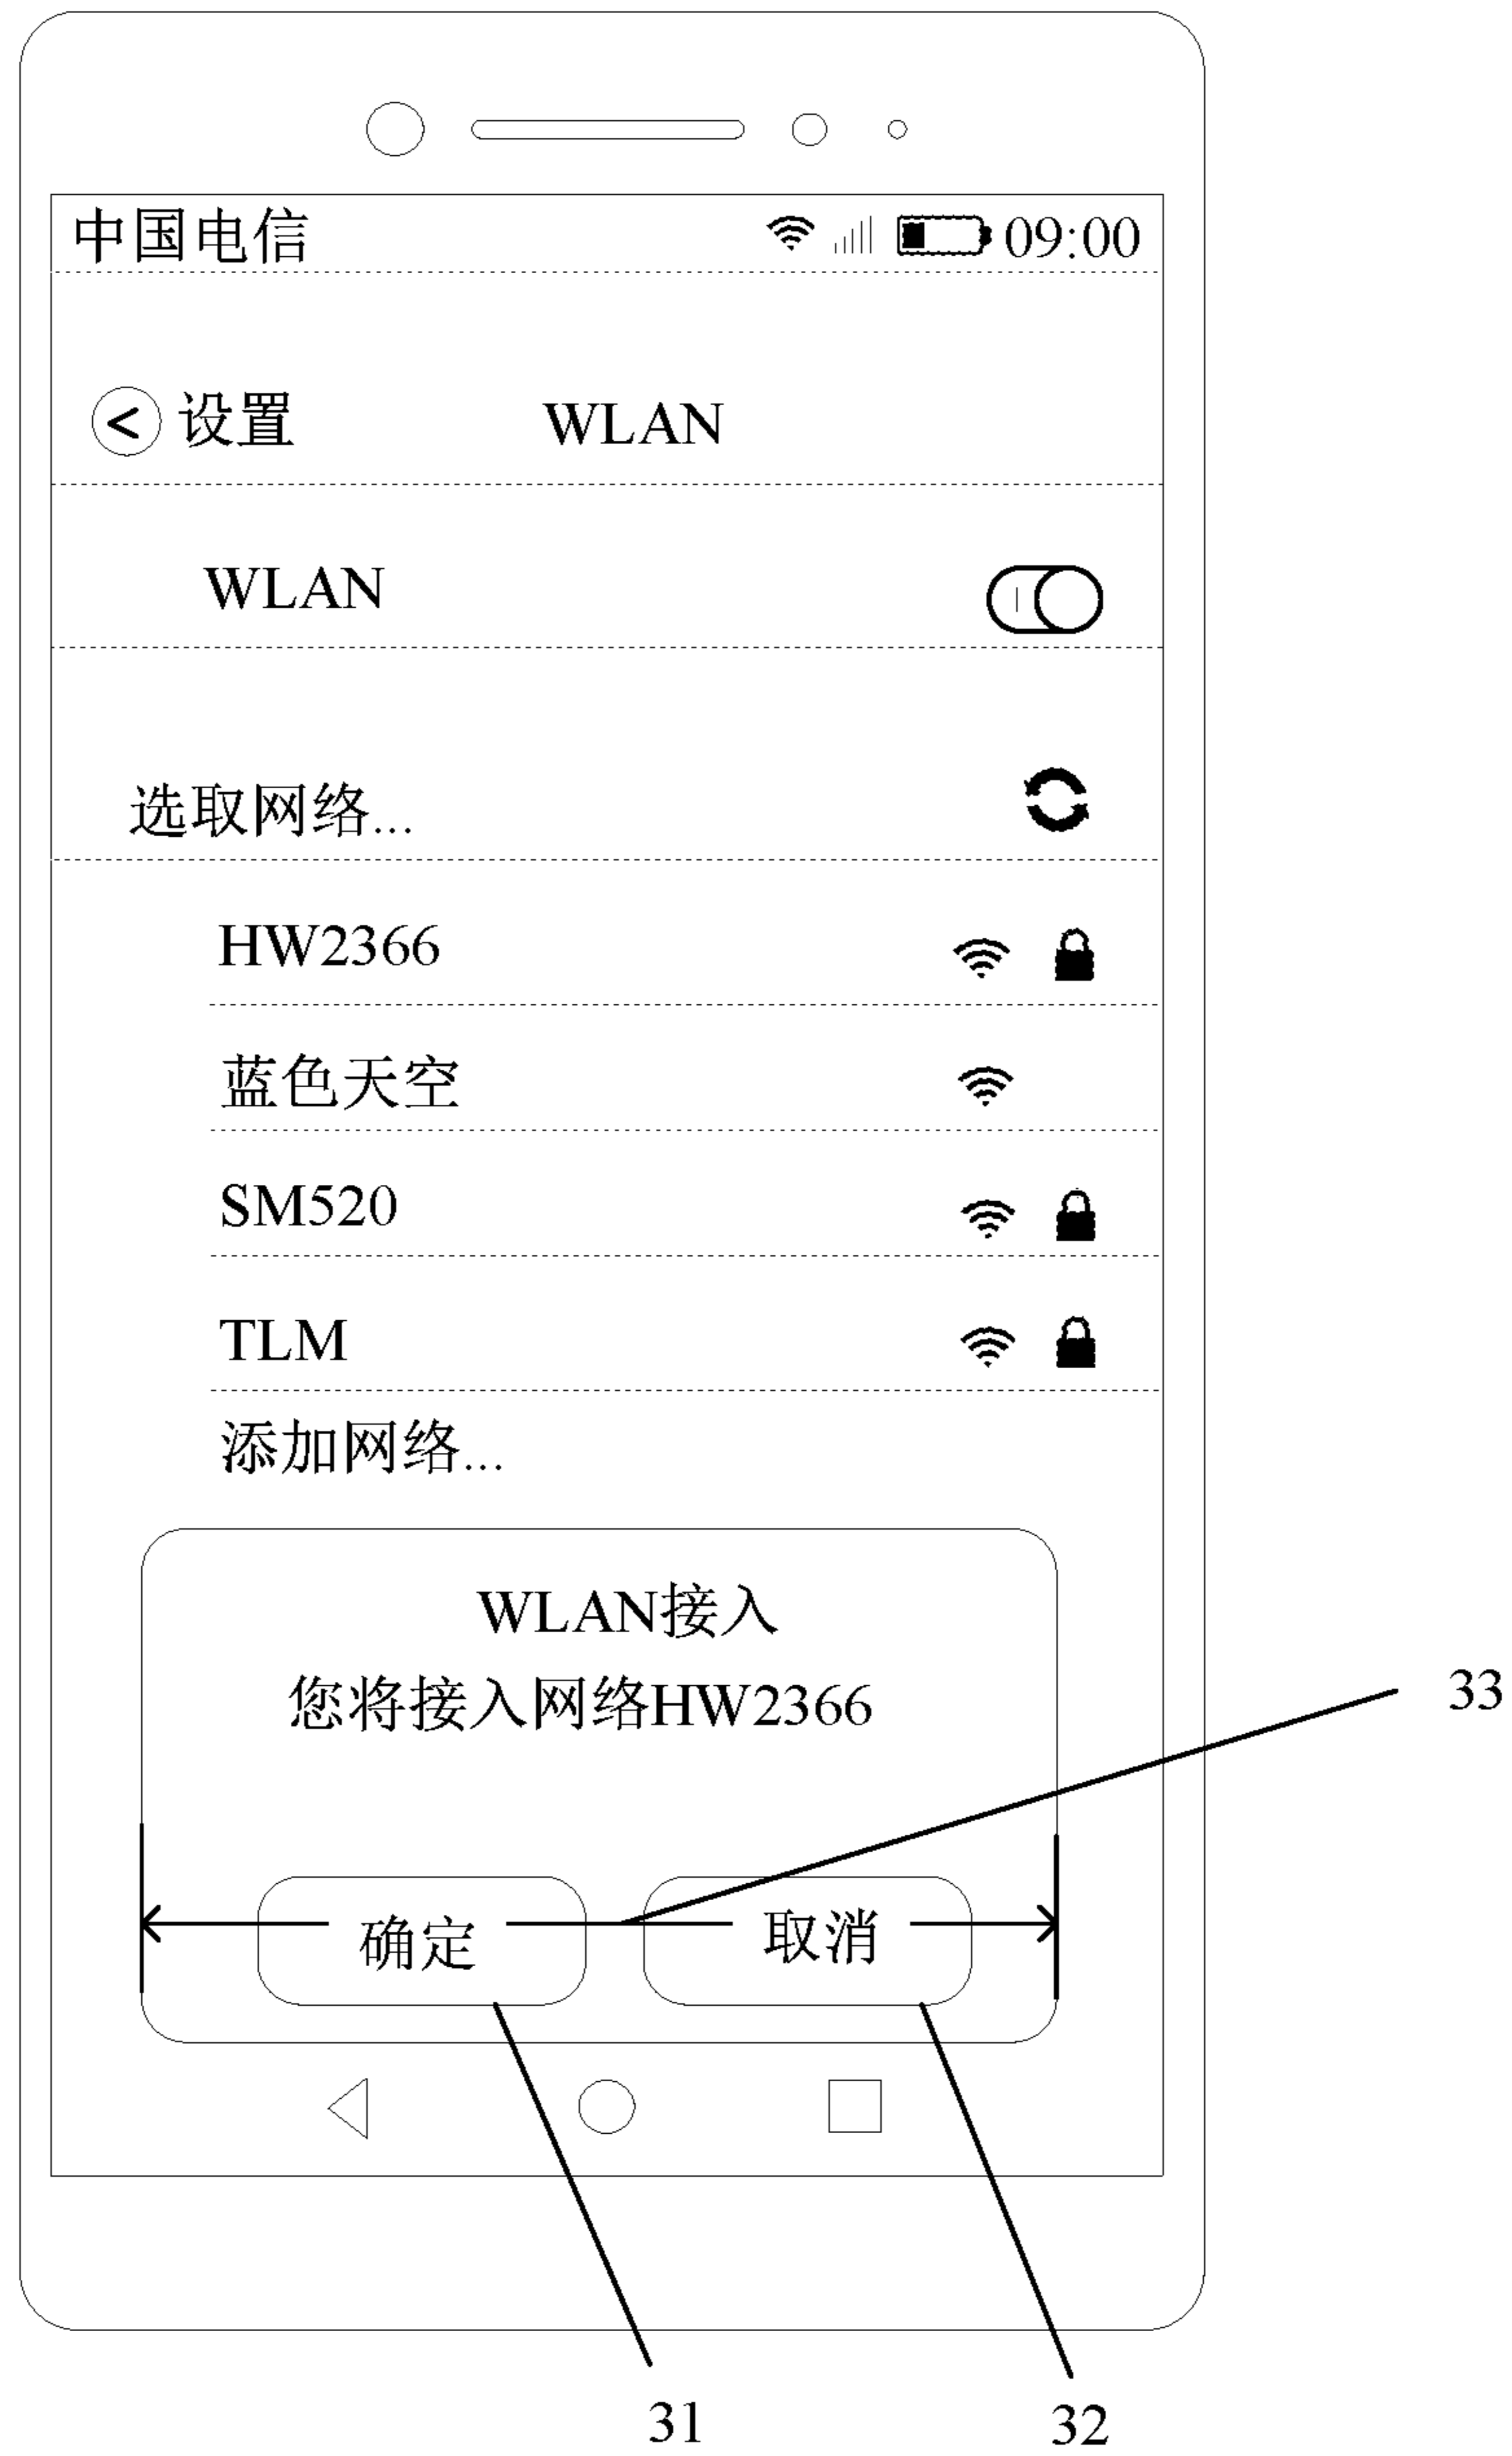 中国电信 09:00
< 设置 WLAN
WLAN
选取网络...
HW2366
蓝色天空
SM520
TLM
添加网络...
WLAN接入
您将接入网络HW2366
33
确定 取消
31 32